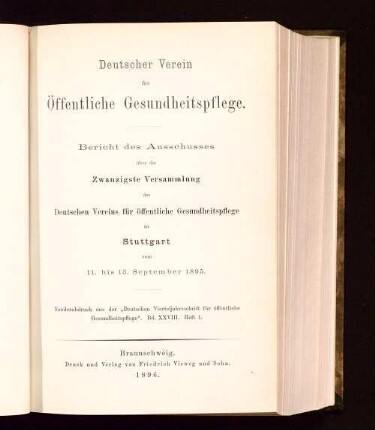 Deutscher Verein
für
Öffentliche Gesundheitspflege.
Bericht des Ausschusses
über die
Zwanzigste Versammlung
des
Deutschen Vereins für öffentliche Gesundheitspflege
in
Stuttgart
vom
11. bis 13. September 1895.
Sonderabdruck aus der „Deutschen Vierteljahrsschrift für öffentliche
Gesundheitspflege“. Bd. XXVIII. Heft 1.
Braunschweig.
Druck und Verlag von Friedrich Vieweg und Sohn.
1896.